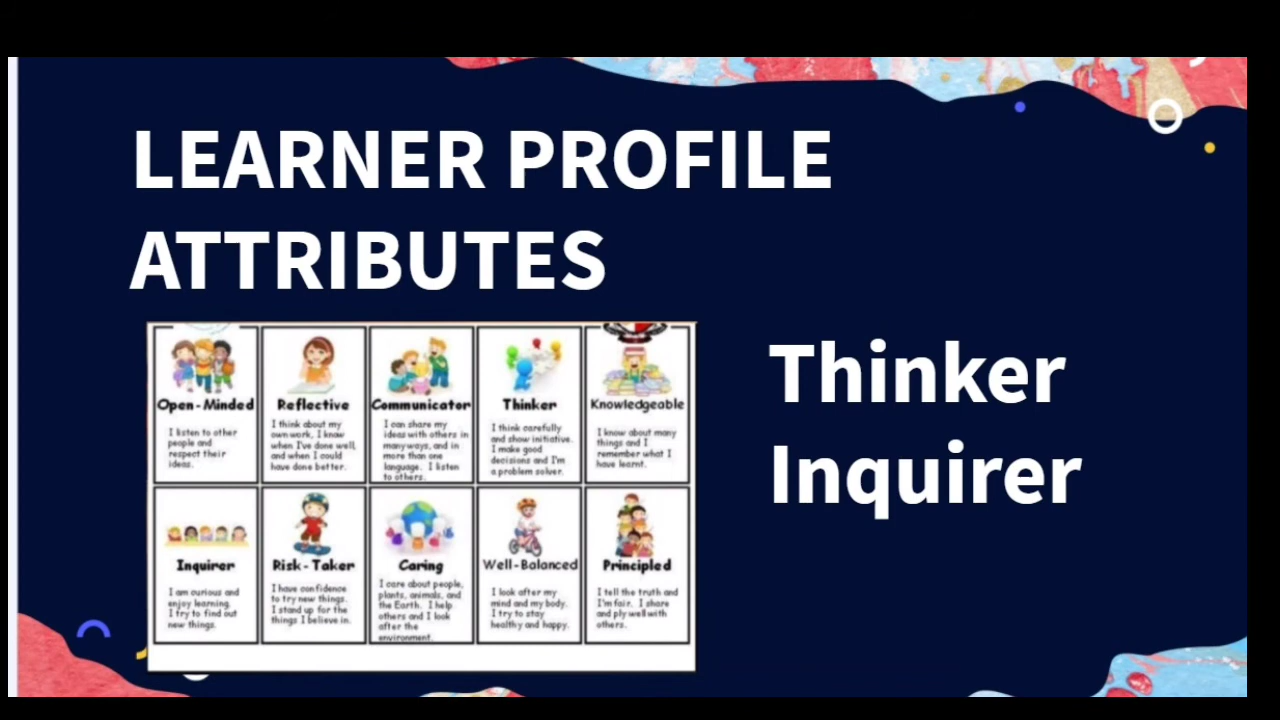 LEARNER PROFILE
ATTRIBUTES
Open-Minded
I listen to other
people and
respect their
ideas.
Reflective
I think about my
own work, I know
when I've done well,
and when I could
have done better.
Communicator
I can share my
ideas with others in
many ways, and in
more than one
language. I listen
to others.
Thinker
I think carefully
and show initiative.
I make good
decisions and I'm
a problem solver.
Knowledgeable
I know about many
things and I
remember what I
have learnt.
Inquirer
I am curious and
enjoy learning.
I try to find out
new things.
Risk-Taker
I have confidence
to try new things.
I stand up for the
things I believe in.
Caring
I care about people,
plants, animals, and
the Earth. I help
others and I look
after the
environment.
Well-Balanced
I look after my
mind and my body.
I try to stay
healthy and happy.
Principled
I tell the truth and
I'm fair. I share
and ply well with
others.
Thinker
Inquirer